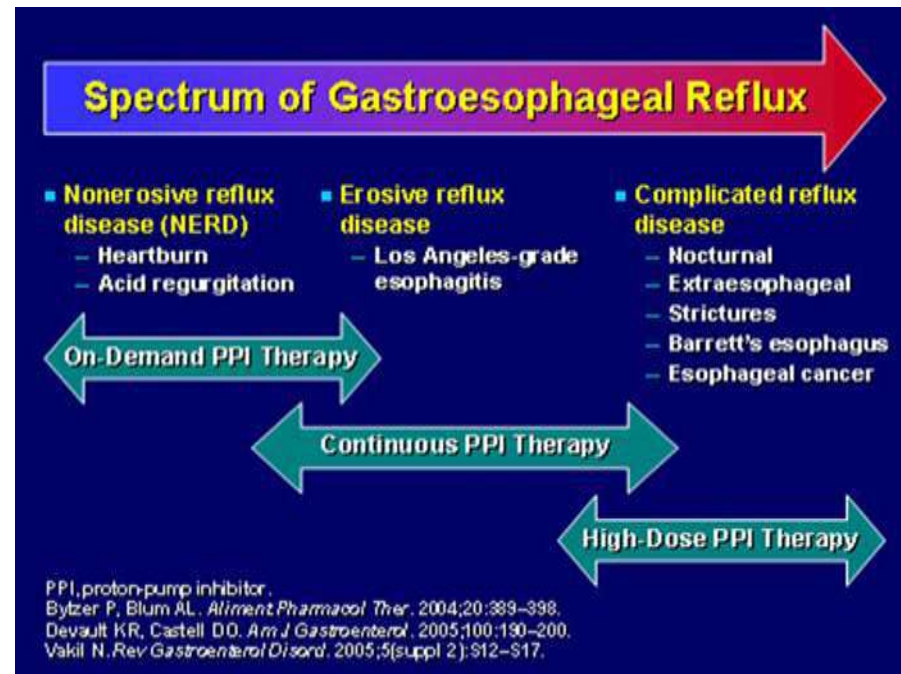 Spectrum of Gastroesophageal Reflux
▪ Nonerosive reflux
disease (NERD)
– Heartburn
– Acid regurgitation
▪ Erosive reflux
disease
– Los Angeles-grade
esophagitis
▪ Complicated reflux
disease
– Nocturnal
– Extraesophageal
– Strictures
– Barrett's esophagus
– Esophageal cancer
On-Demand PPI Therapy
Continuous PPI Therapy
High-Dose PPI Therapy
PPI, proton-pump inhibitor.
Bytzer P, Blum AL. Aliment Pharmacol Ther. 2004;20:389–398.
Devault KR, Castell DO. Am J Gastroenterol. 2005;100:190–200.
Vakil N. Rev Gastroenterol Disord. 2005;5(suppl 2):S12–S17.